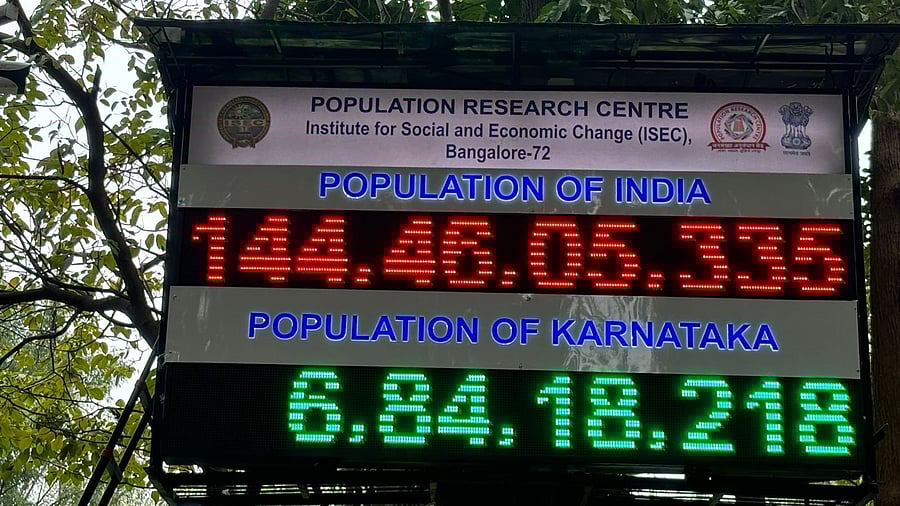 POPULATION RESEARCH CENTRE
Institute for Social and Economic Change (ISEC),
Bangalore-72
POPULATION OF INDIA
144,46,05,335
POPULATION OF KARNATAKA
6,84,18,218